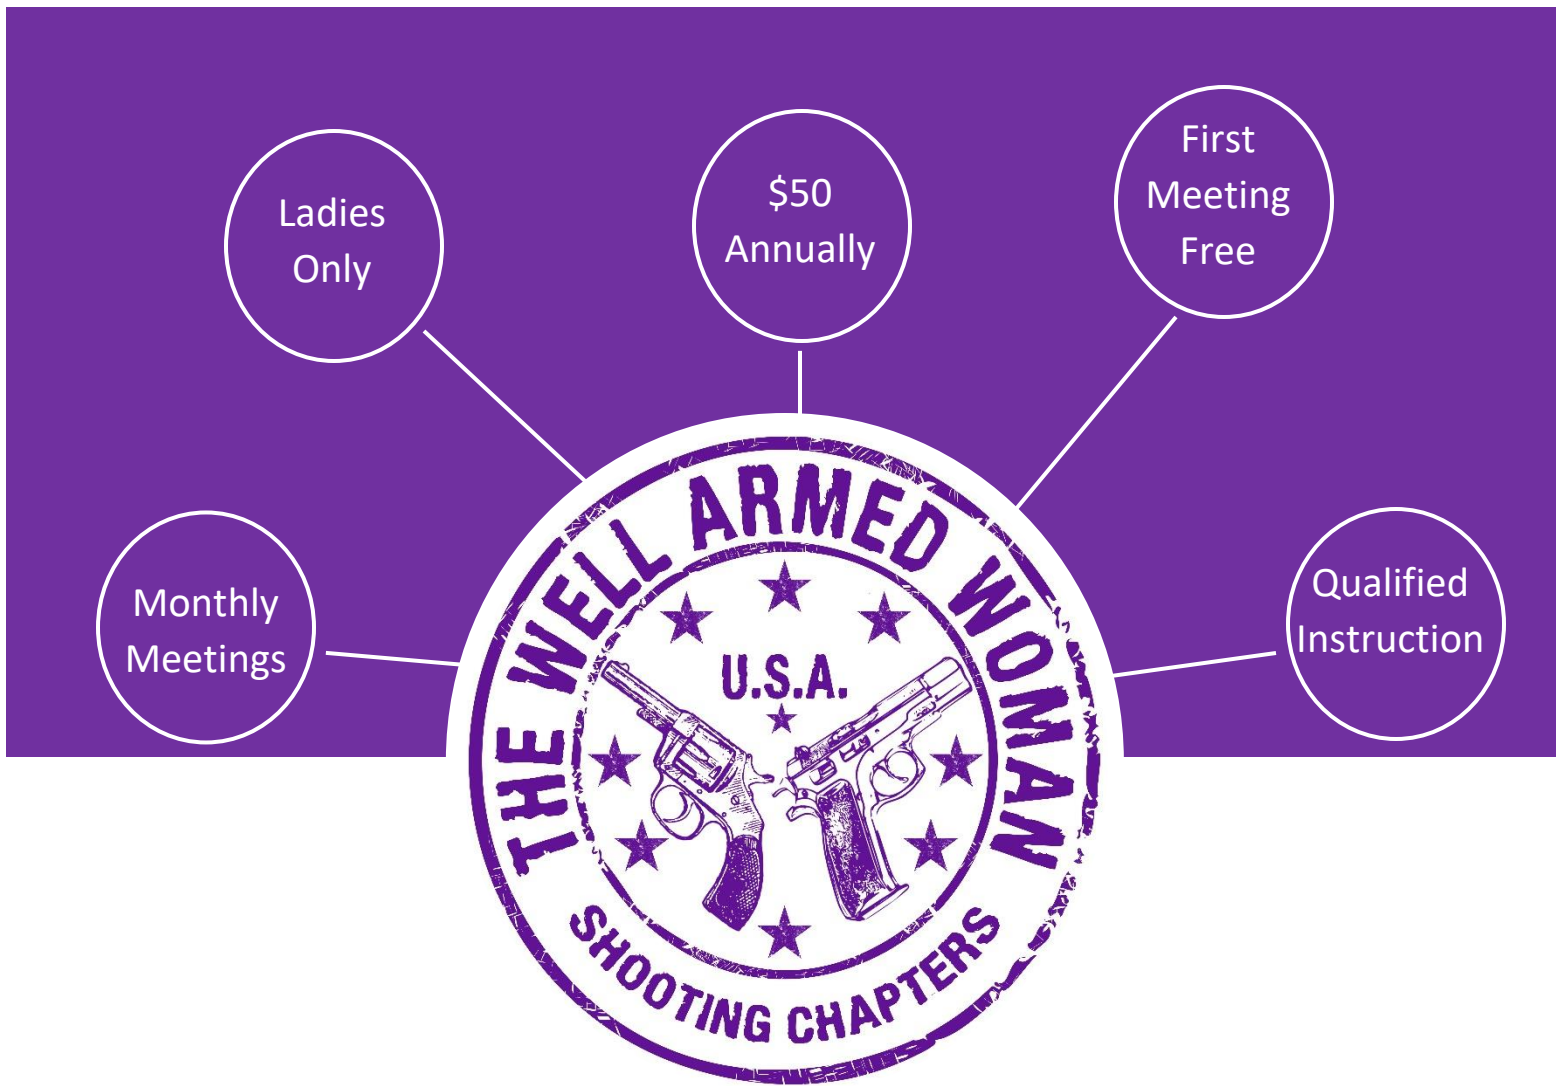 First
Meeting
Free
$50
Annually
Ladies
Only
Monthly
Meetings
Qualified
Instruction
THE WELL ARMED WOMAN
U.S.A.
SHOOTING CHAPTERS